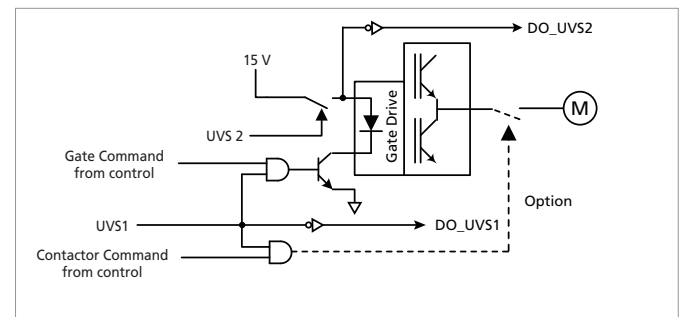 DO_UVS2
15 V
UVS 2
Gate Drive
M
Gate Command
from control
Option
UVS1
DO_UVS1
Contactor Command
from control